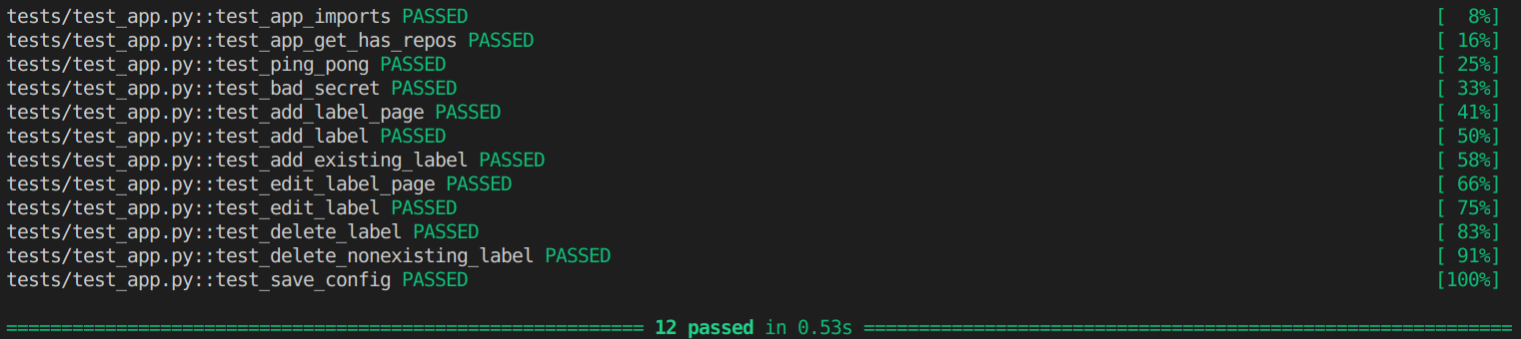 tests/test_app.py::test_app_imports PASSED [  8%]
tests/test_app.py::test_app_get_has_repos PASSED [ 16%]
tests/test_app.py::test_ping_pong PASSED [ 25%]
tests/test_app.py::test_bad_secret PASSED [ 33%]
tests/test_app.py::test_add_label_page PASSED [ 41%]
tests/test_app.py::test_add_label PASSED [ 50%]
tests/test_app.py::test_add_existing_label PASSED [ 58%]
tests/test_app.py::test_edit_label_page PASSED [ 66%]
tests/test_app.py::test_edit_label PASSED [ 75%]
tests/test_app.py::test_delete_label PASSED [ 83%]
tests/test_app.py::test_delete_nonexisting_label PASSED [ 91%]
tests/test_app.py::test_save_config PASSED [100%]
========================================================== 12 passed in 0.53s ===========================================================